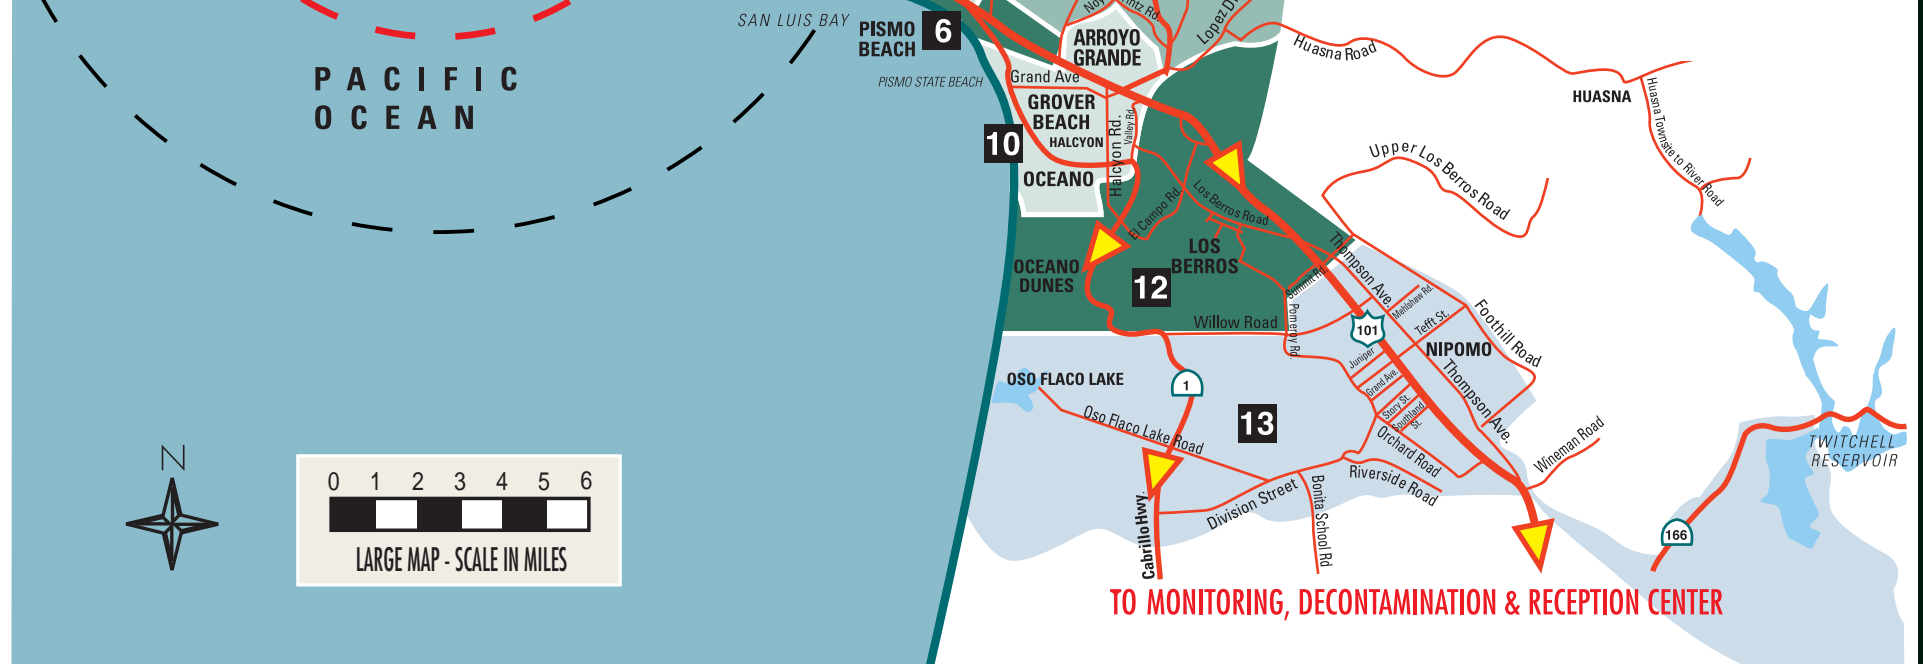 SAN LUIS BAY
PISMO
BEACH
6
PISMO STATE BEACH
PACIFIC
OCEAN
ARROYO
GRANDE
Lopez D
Huasna Road
HUASNA
Huasna Townsite to River Road
Grand Ave
GROVER
BEACH
HALCYON
Halcyon Rd.
Valley Rd.
10
OCEANO
Upper Los Berros Road
El Campo Rd.
Los Berros Road
LOS
BERROS
OCEANO
DUNES
12
Summit Rd.
Thompson Ave.
Mehlshaw Rd.
Tefft St.
Foothill Road
Willow Road
Pomeroy Rd.
101
NIPOMO
Thompson Ave.
Juniper
Grand Ave.
Story St.
Southland
St.
OSO FLACO LAKE
1
Oso Flaco Lake Road
13
Orchard Road
Riverside Road
Wineman Road
TWITCHELL
RESERVOIR
Division Street
Bonita School Rd
Cabrillo Hwy.
166
N
0 1 2 3 4 5 6
LARGE MAP - SCALE IN MILES
TO MONITORING, DECONTAMINATION & RECEPTION CENTER